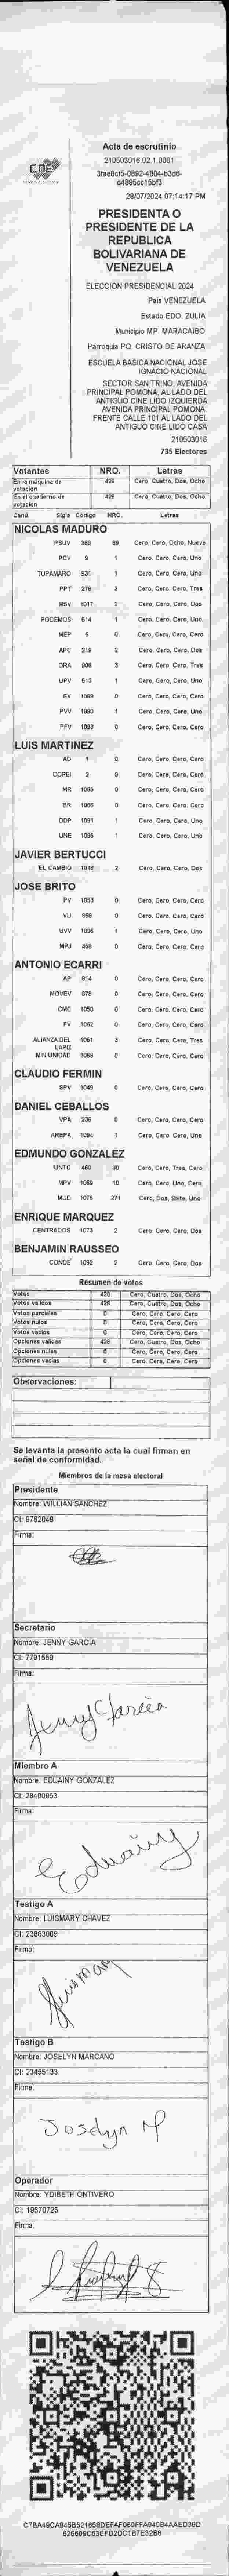 CNE
Acta de escrutinio
210503016.02.1.0001
3fae8cf5-0892-4804-b3d6-
d4895cc15bf3
28/07/2024 07:14:17 PM
PRESIDENTA O
PRESIDENTE DE LA
REPUBLICA
BOLIVARIANA DE
VENEZUELA
ELECCIÓN PRESIDENCIAL 2024
País VENEZUELA
Estado EDO. ZULIA
Municipio MP. MARACAIBO
Parroquia PQ. CRISTO DE ARANZA
ESCUELA BÁSICA NACIONAL JOSE
IGNACIO NACIONAL
SECTOR SAN TRINO. AVENIDA
PRINCIPAL POMONA. AL LADO DEL
ANTIGUO CINE LIDO IZQUIERDA
AVENIDA PRINCIPAL POMONA.
FRENTE CALLE 101 AL LADO DEL
ANTIGUO CINE LIDO CASA
210503016
735 Electores
Votantes NRO. Letras
En la máquina de votación 428 Cero, Cuatro, Dos, Ocho
En el cuaderno de votación 428 Cero, Cuatro, Dos, Ocho
Cand. Sigla Código NRO. Letras
NICOLAS MADURO
PSUV 269 89 Cero, Cero, Ocho, Nueve
PCV 9 1 Cero, Cero, Cero, Uno
TUPAMARO 531 1 Cero, Cero, Cero, Uno
PPT 276 3 Cero, Cero, Cero, Tres
MSV 1017 2 Cero, Cero, Cero, Dos
PODEMOS 514 1 Cero, Cero, Cero, Uno
MEP 6 0 Cero, Cero, Cero, Cero
APC 219 2 Cero, Cero, Cero, Dos
ORA 906 3 Cero, Cero, Cero, Tres
UPV 513 1 Cero, Cero, Cero, Uno
EV 1089 0 Cero, Cero, Cero, Cero
PVV 1090 1 Cero, Cero, Cero, Uno
PFV 1093 0 Cero, Cero, Cero, Cero
LUIS MARTINEZ
AD 1 0 Cero, Cero, Cero, Cero
COPEI 2 0 Cero, Cero, Cero, Cero
MR 1065 0 Cero, Cero, Cero, Cero
BR 1006 0 Cero, Cero, Cero, Cero
DDP 1091 1 Cero, Cero, Cero, Uno
UNE 1095 1 Cero, Cero, Cero, Uno
JAVIER BERTUCCI
EL CAMBIO 1048 2 Cero, Cero, Cero, Dos
JOSE BRITO
PV 1053 0 Cero, Cero, Cero, Cero
VU 959 0 Cero, Cero, Cero, Cero
UVV 1096 1 Cero, Cero, Cero, Uno
MPJ 458 0 Cero, Cero, Cero, Cero
ANTONIO ECARRI
AP 814 0 Cero, Cero, Cero, Cero
MOVEV 979 0 Cero, Cero, Cero, Cero
CMC 1050 0 Cero, Cero, Cero, Cero
FV 1062 0 Cero, Cero, Cero, Cero
ALIANZA DEL LAPIZ 1061 3 Cero, Cero, Cero, Tres
MIN UNIDAD 1088 0 Cero, Cero, Cero, Cero
CLAUDIO FERMIN
SPV 1049 0 Cero, Cero, Cero, Cero
DANIEL CEBALLOS
VPA 236 0 Cero, Cero, Cero, Cero
AREPA 1094 1 Cero, Cero, Cero, Uno
EDMUNDO GONZALEZ
UNTC 460 30 Cero, Cero, Tres, Cero
MPV 1069 10 Cero, Cero, Uno, Cero
MUD 1075 271 Cero, Dos, Siete, Uno
ENRIQUE MARQUEZ
CENTRADOS 1073 2 Cero, Cero, Cero, Dos
BENJAMIN RAUSSEO
CONDE 1092 2 Cero, Cero, Cero, Dos
Resumen de votos
Votos 428 Cero, Cuatro, Dos, Ocho
Votos validos 428 Cero, Cuatro, Dos, Ocho
Votos parciales 0 Cero, Cero, Cero, Cero
Votos nulos 0 Cero, Cero, Cero, Cero
Votos vacios 0 Cero, Cero, Cero, Cero
Opciones validas 428 Cero, Cuatro, Dos, Ocho
Opciones nulas 0 Cero, Cero, Cero, Cero
Opciones vacias 0 Cero, Cero, Cero, Cero
Observaciones:
Se levanta la presente acta la cual firman en
señal de conformidad.
Miembros de la mesa electoral
Presidente
Nombre: WILLIAN SANCHEZ
CI: 9762049
Firma:
Secretario
Nombre: JENNY GARCIA
CI: 7791559
Firma:
Jenny Garcia
Miembro A
Nombre: EDUAINY GONZALEZ
CI: 28400953
Firma:
Eduainy
Testigo A
Nombre: LUISMARY CHAVEZ
CI: 23863009
Firma:
Luismary
Testigo B
Nombre: JOSELYN MARCANO
CI: 23455133
Firma:
Joselyn M
Operador
Nombre: YDIBETH ONTIVERO
CI: 19570725
Firma:
C7BA49CA845B521658DEFAF059FFA949B4AAED39D
626609C63EFD2DC1B7E32B8